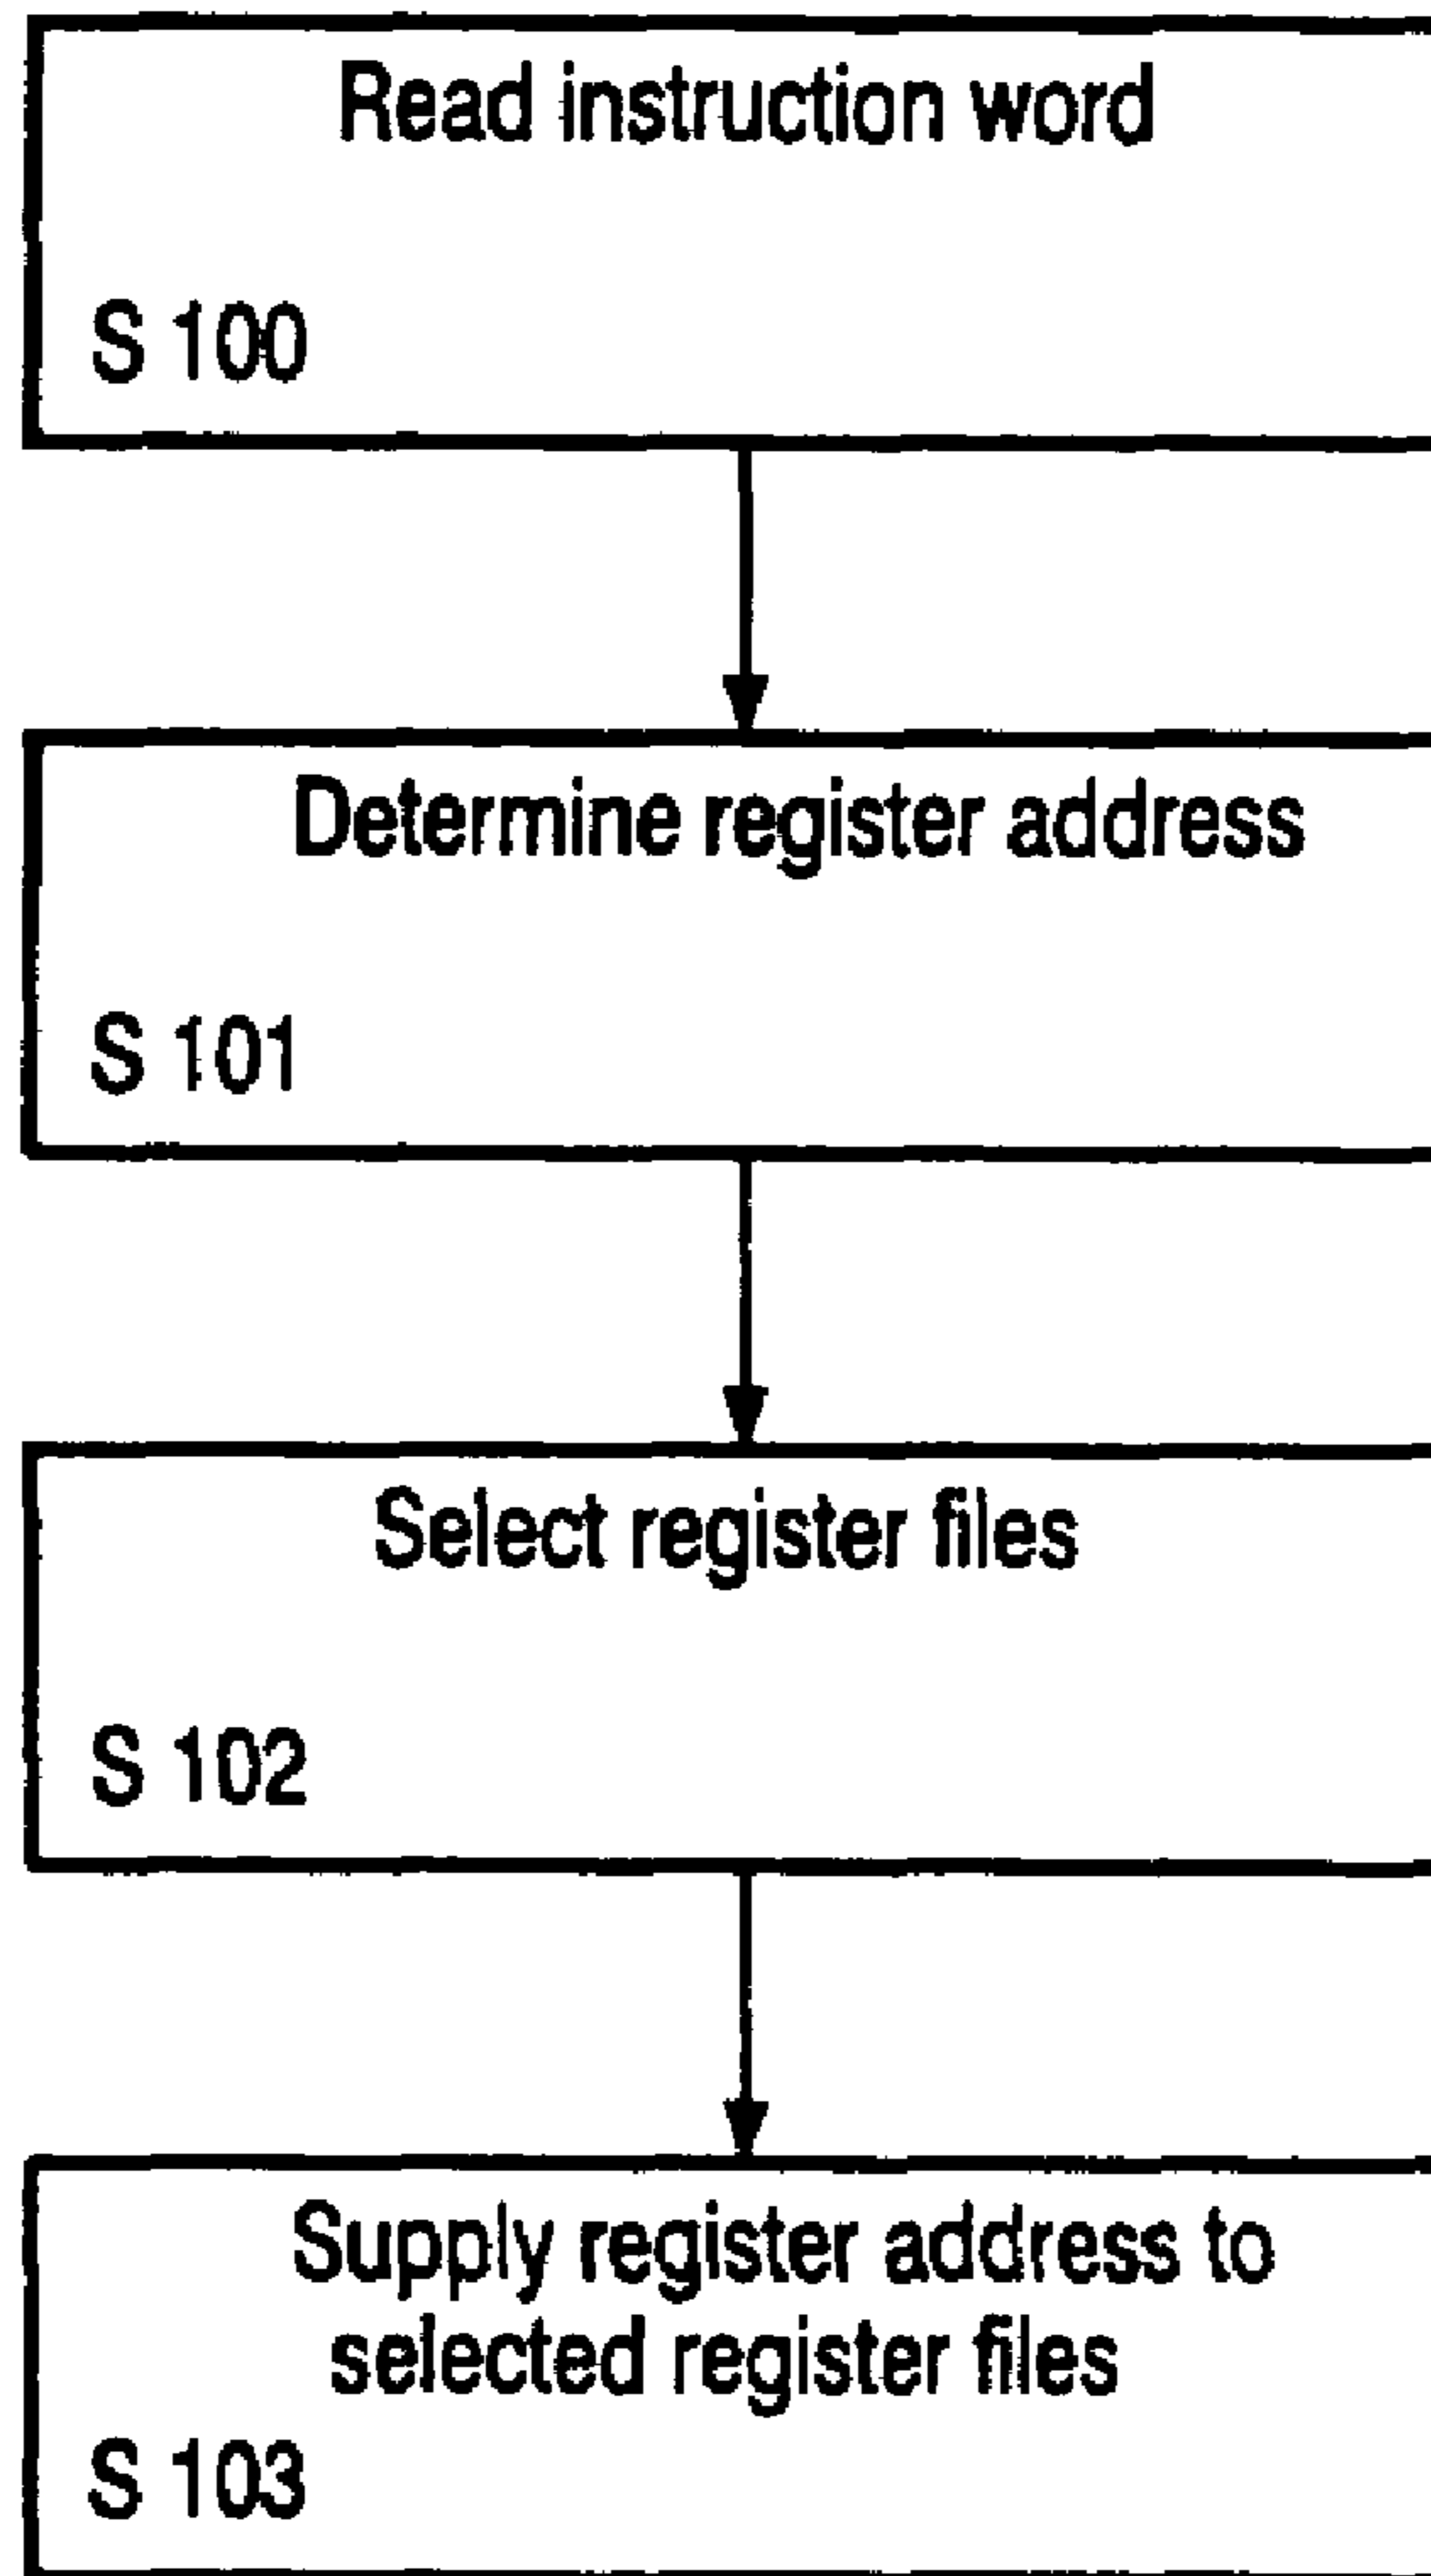 Read instruction word
S 100
Determine register address
S 101
Select register files
S 102
Supply register address to
selected register files
S 103